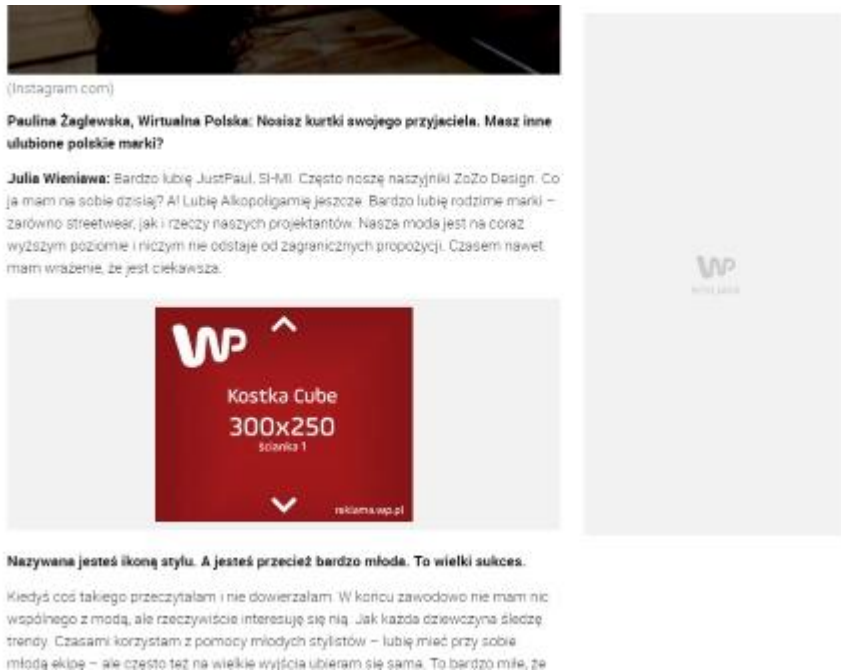 (Instagram.com)
Paulina Żaglewska, Wirtualna Polska: Nosisz kurtki swojego przyjaciela. Masz inne
ulubione polskie marki?
Julia Wieniawa: Bardzo lubię JustPaul, SI-MI. Często noszę naszyjniki ZoZo Design. Co
ja mam na sobie dzisiaj? A! Lubię Alkopoligamię jeszcze. Bardzo lubię rodzime marki –
zarówno streetwear, jak i rzeczy naszych projektantów. Nasza moda jest na coraz
wyższym poziomie i niczym nie odstaje od zagranicznych propozycji. Czasem nawet
mam wrażenie, że jest ciekawsza.
WP
WP
Kostka Cube
300x250
ścianka 1
reklama.wp.pl
Nazywana jesteś ikoną stylu. A jesteś przecież bardzo młoda. To wielki sukces.
Kiedyś coś takiego przeczytałam i nie dowierzałam. W końcu zawodowo nie mam nic
wspólnego z modą, ale rzeczywiście interesuję się nią. Jak każda dziewczyna śledzę
trendy. Czasami korzystam z pomocy młodych stylistów – lubię mieć przy sobie
młodą ekipę – ale często też na wielkie wyjścia ubieram się sama. To bardzo miłe, że